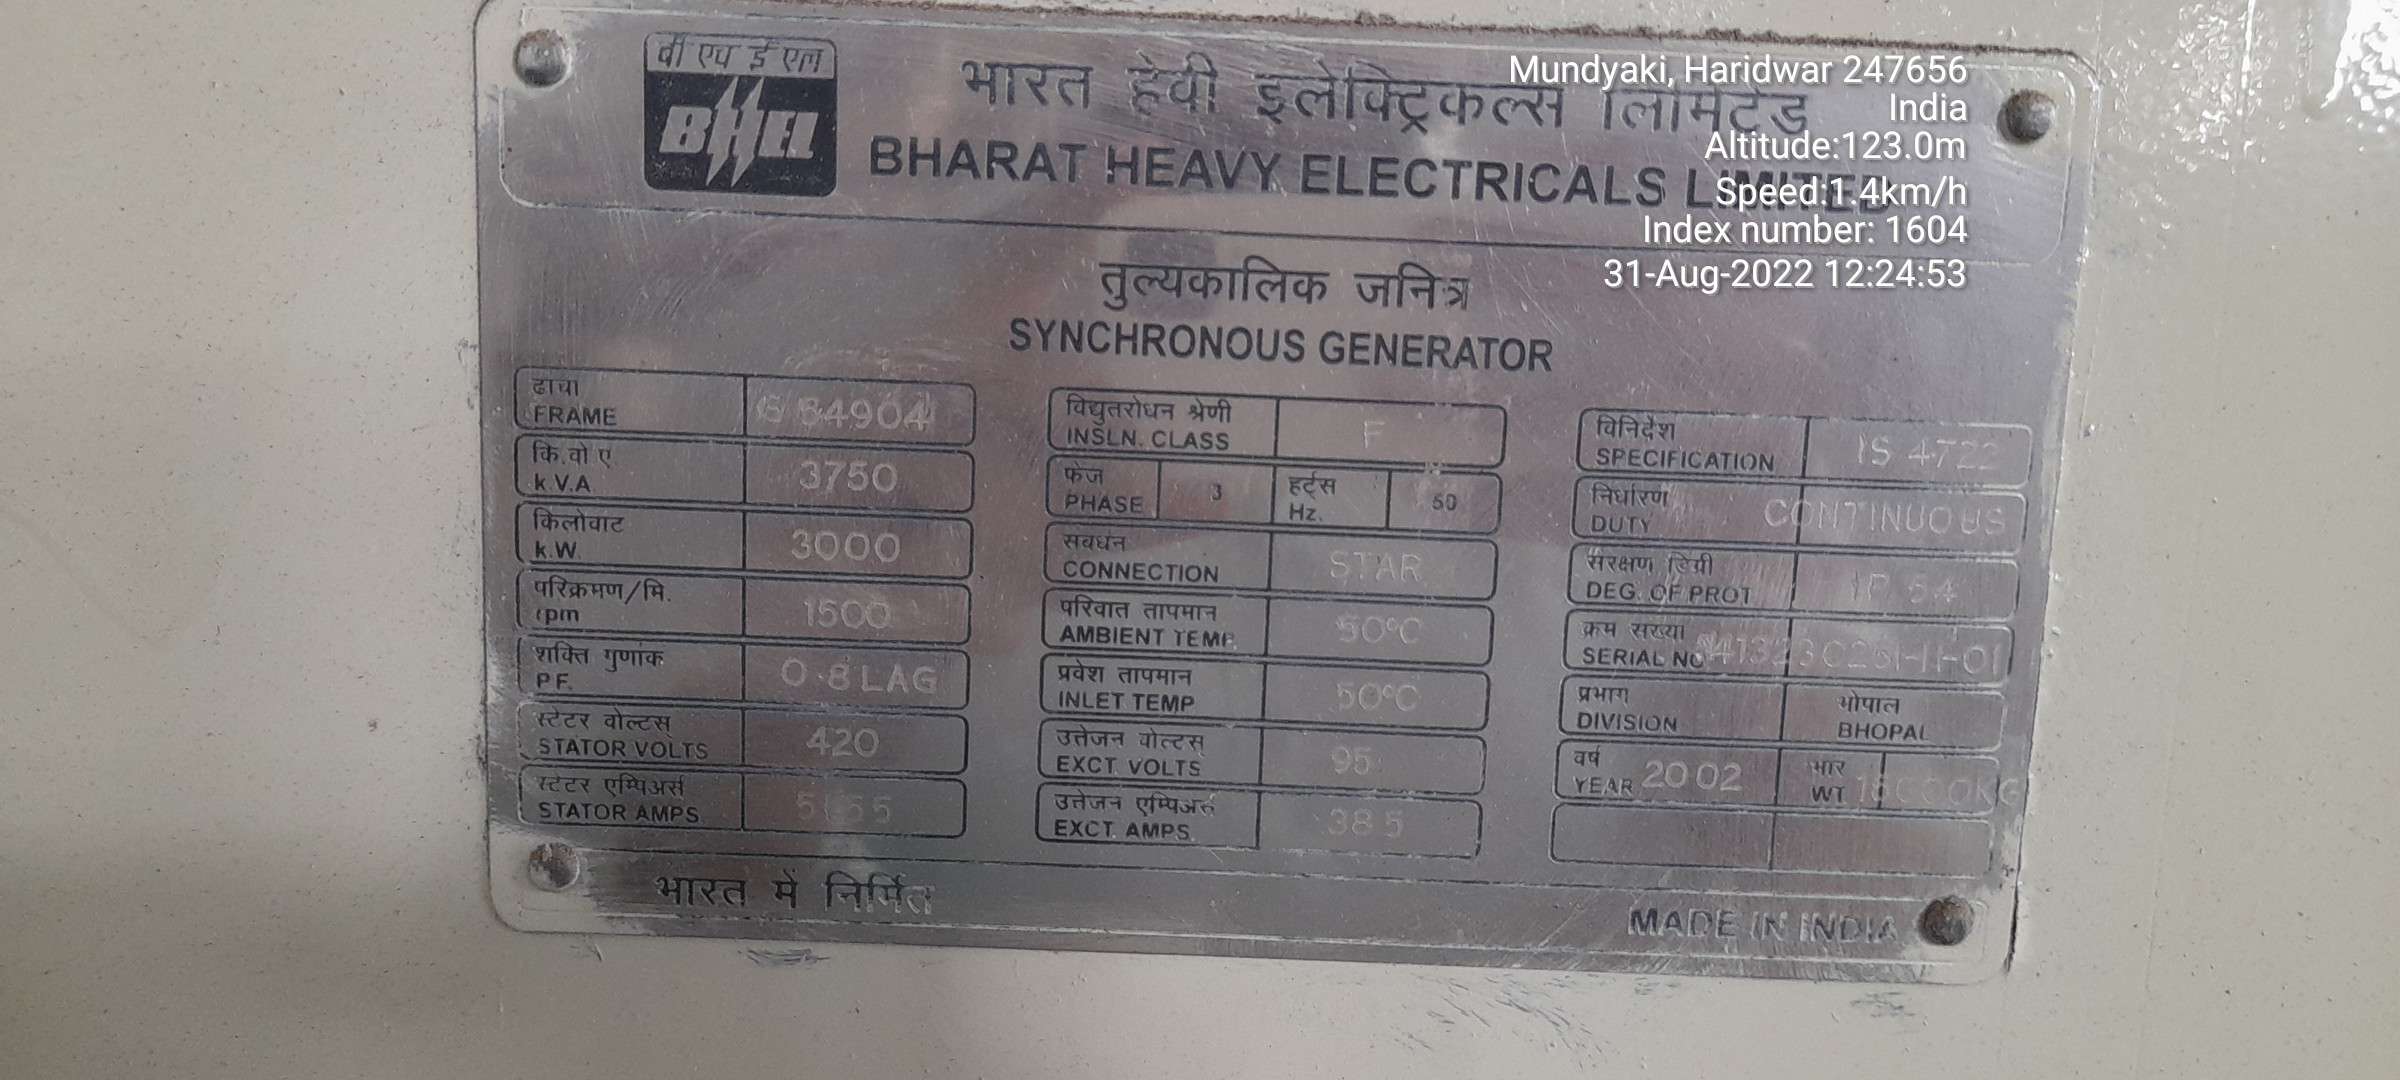 बी एच ई एल
BHEL
भारत हेवी इलेक्ट्रिकल्स लिमिटेड
BHARAT HEAVY ELECTRICALS LIMITED
Mundyaki, Haridwar 247656
India
Altitude:123.0m
Speed:1.4km/h
Index number: 1604
31-Aug-2022 12:24:53
तुल्यकालिक जनित्र
SYNCHRONOUS GENERATOR
ढाचा
FRAME 84904
कि.वो ए.
k.V.A 3750
किलोवाट
k.W. 3000
परिक्रमण/मि.
rpm 1500
शक्ति गुणांक
P.F. 0.8 LAG
स्टेटर वोल्टस्
STATOR VOLTS 420
स्टेटर एम्पिअर्स
STATOR AMPS.
विद्युतरोधन श्रेणी
INSLN. CLASS F
फेज हर्ट्स
PHASE 3 Hz. 50
सवधंन
CONNECTION STAR
परिवात तापमान
AMBIENT TEMP. 50°C
प्रवेश तापमान
INLET TEMP. 50°C
उत्तेजन वोल्टस्
EXCT. VOLTS 95
उत्तेजन एम्पिअर्स
EXCT. AMPS. 385
विनिर्देश
SPECIFICATION IS 4722
निर्धारण
DUTY CONTINUOUS
संरक्षण डिग्री
DEG. OF PROT. IP 54
क्रम सख्या
SERIAL NO
प्रभाग भोपाल
DIVISION BHOPAL
वर्ष भार
YEAR 2002 WT.
भारत में निर्मित
MADE IN INDIA